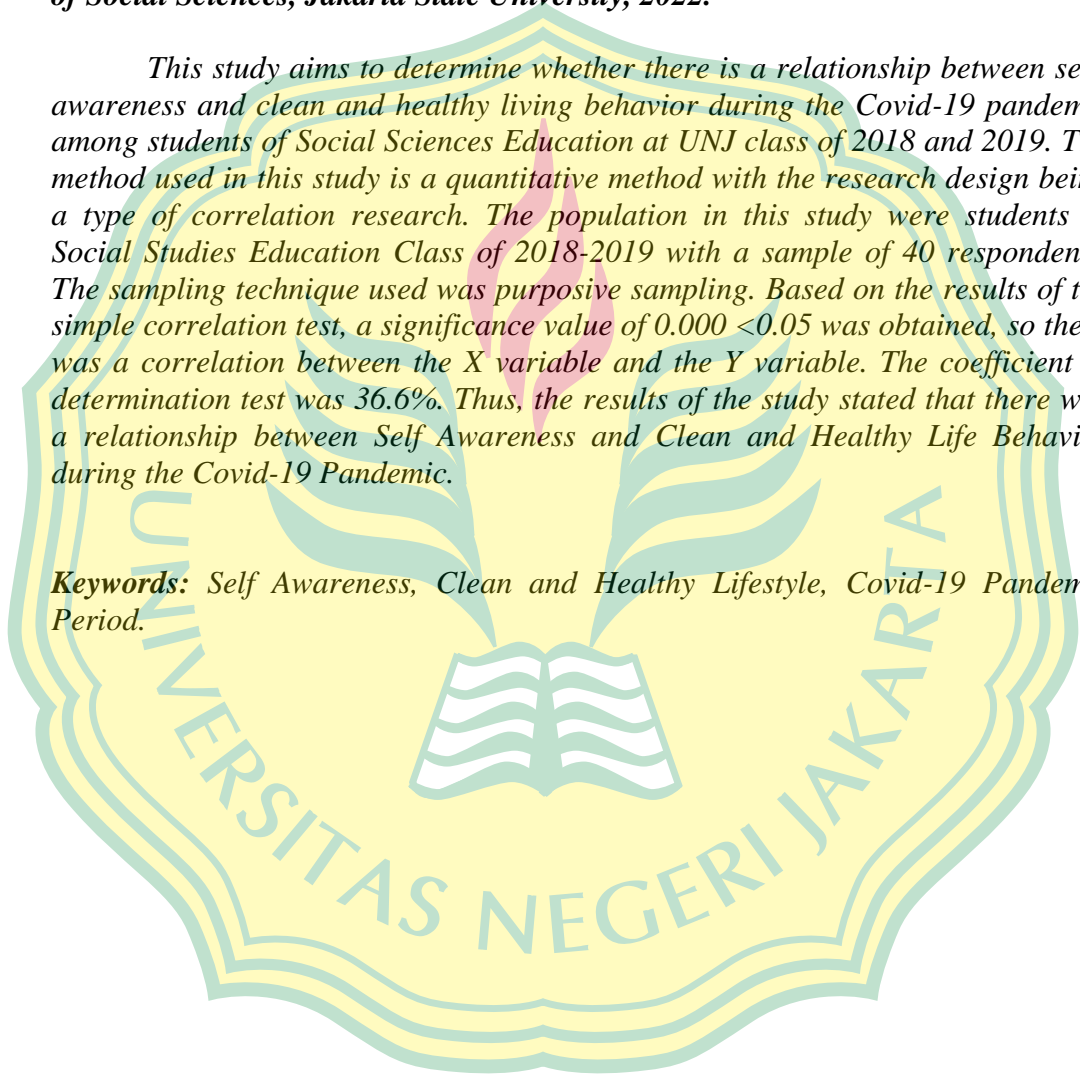 of Social Sciences, Jakarta State University, 2022.
This study aims to determine whether there is a relationship between se
awareness and clean and healthy living behavior during the Covid-19 pandem
among students of Social Sciences Education at UNJ class of 2018 and 2019. T
method used in this study is a quantitative method with the research design bein
a type of correlation research. The population in this study were students
Social Studies Education Class of 2018-2019 with a sample of 40 responden
The sampling technique used was purposive sampling. Based on the results of t
simple correlation test, a significance value of 0.000 <0.05 was obtained, so the
was a correlation between the X variable and the Y variable. The coefficient
determination test was 36.6%. Thus, the results of the study stated that there w
a relationship between Self Awareness and Clean and Healthy Life Behavi
during the Covid-19 Pandemic.
Keywords: Self Awareness, Clean and Healthy Lifestyle, Covid-19 Pandem
Period.
UNIVERSITAS NEGERI JAKARTA